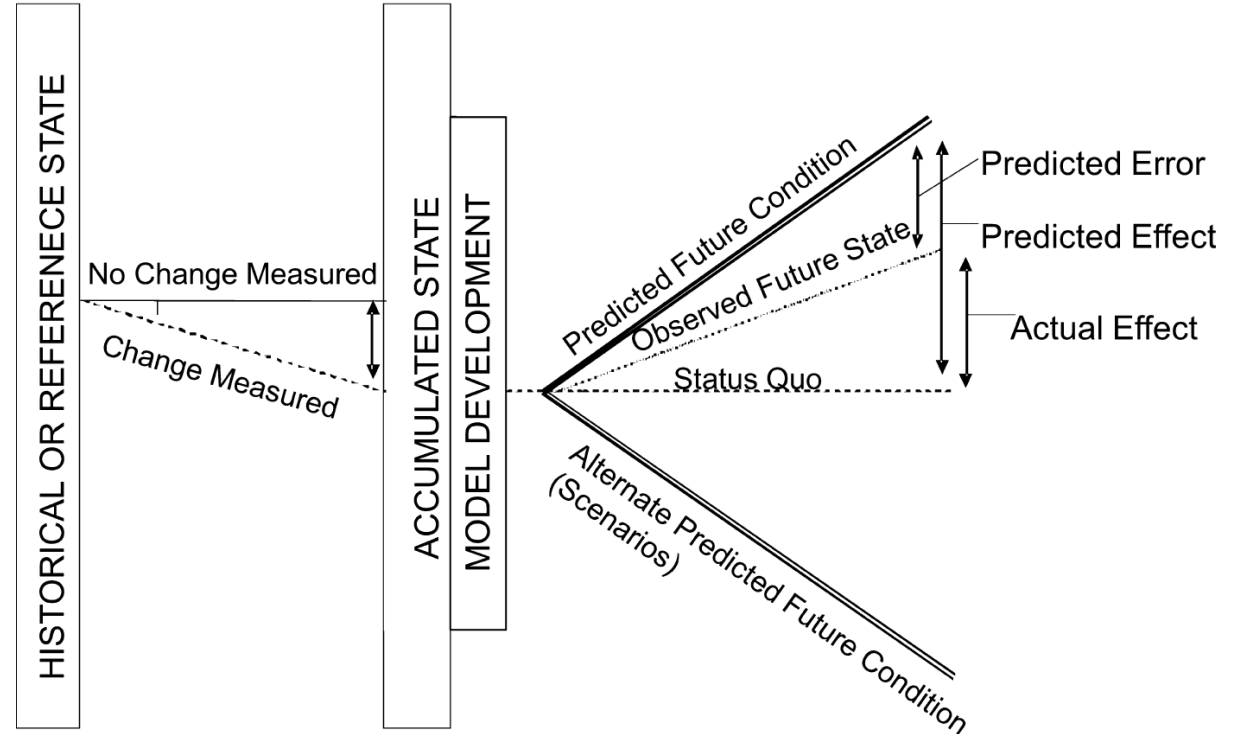 HISTORICAL OR REFERENECE STATE
No Change Measured
Change Measured
ACCUMULATED STATE
MODEL DEVELOPMENT
Predicted Future Condition
Observed Future State
Status Quo
Alternate Predicted Future Condition
(Scenarios)
Predicted Error
Predicted Effect
Actual Effect